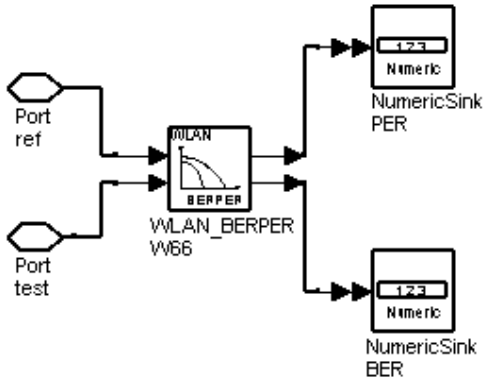 123
Numeric
NumericSink
PER
Port
ref
WLAN
BERPER
WLAN_BERPER
W66
Port
test
123
Numeric
NumericSink
BER